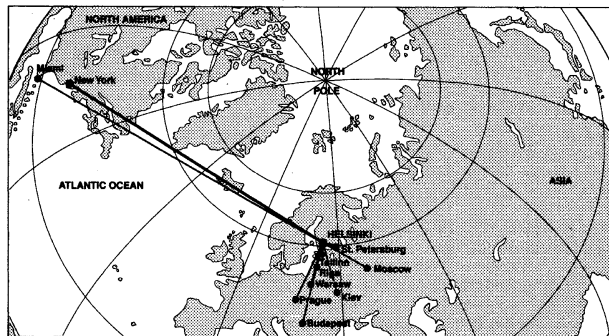 NORTH AMERICA
Miami
New York
NORTH
POLE
ATLANTIC OCEAN
ASIA
HELSINKI
St. Petersburg
Tallinn
Riga
Moscow
Warsaw
Kiev
Prague
Budapest